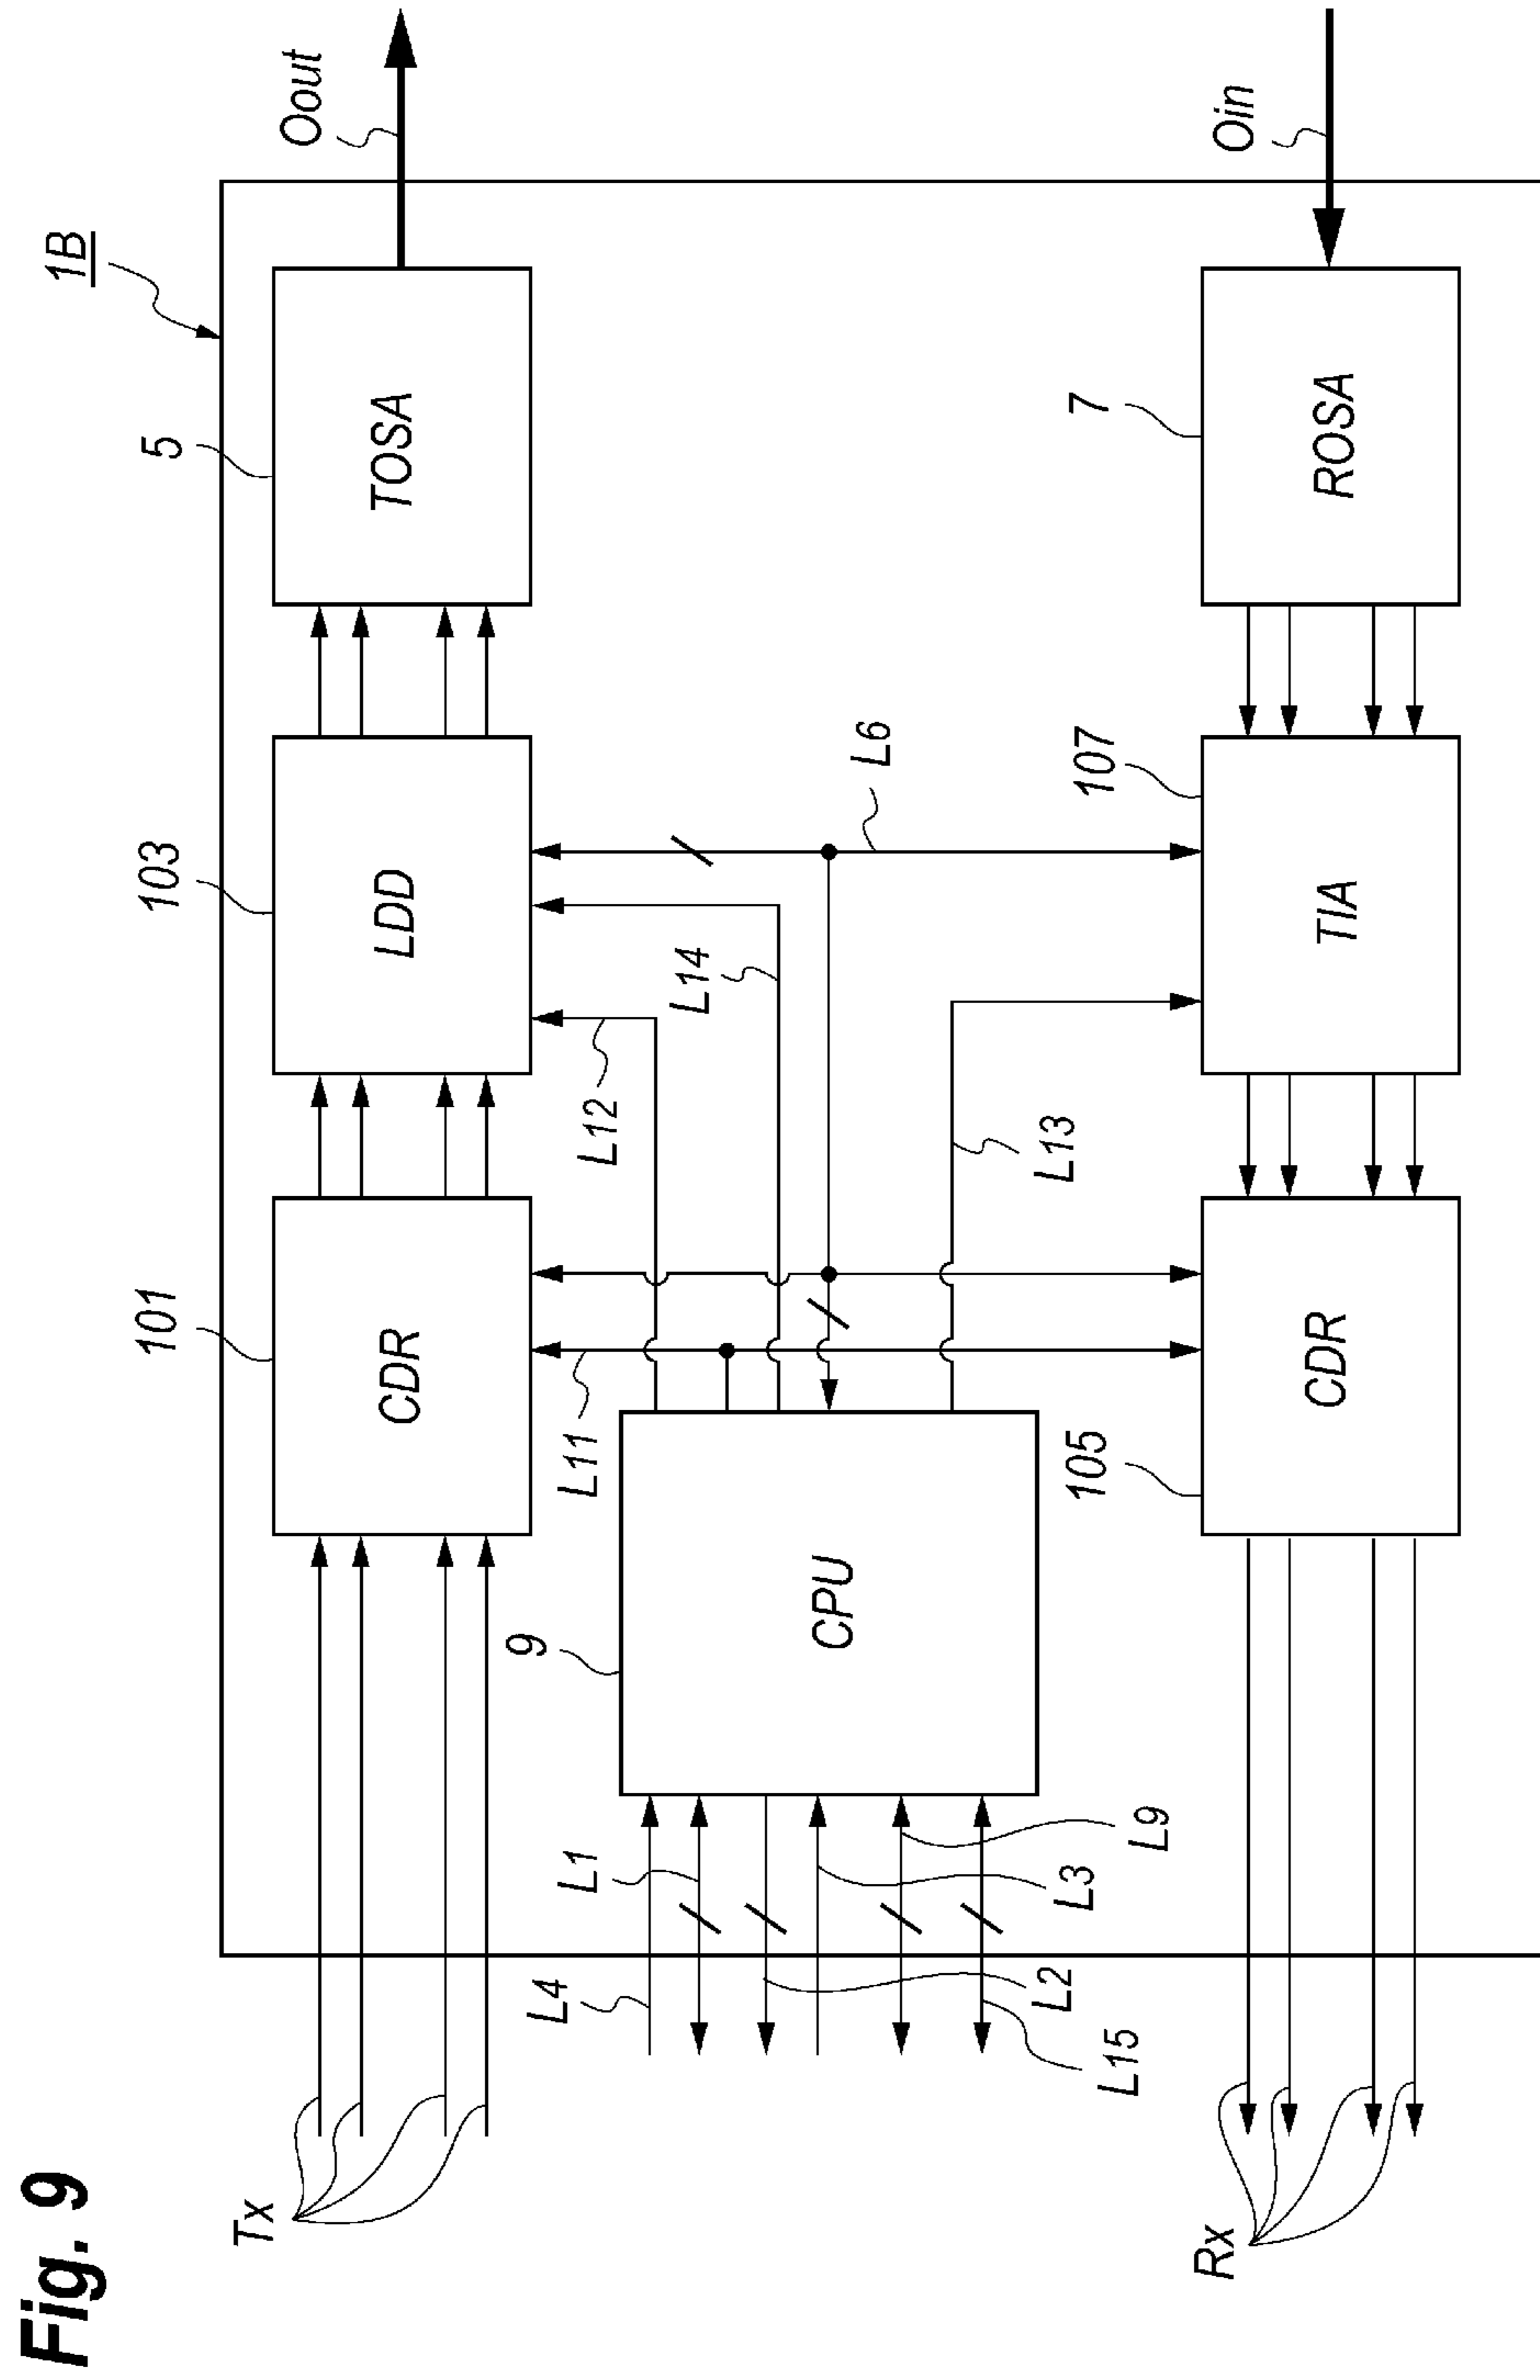 Fig. 9
1B
Tx
101
CDR
103
LDD
5
TOSA
Oout
L11
L12
L14
L6
L4
L1
9
CPU
L13
L2
L3
L9
L15
Rx
105
CDR
107
TIA
7
ROSA
Oin